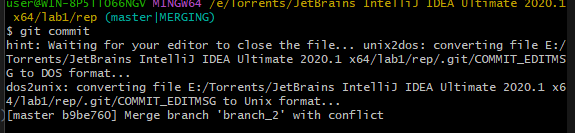 user@WIN-8P5TTO66NGV MINGW64 /e/Torrents/JetBrains IntelliJ IDEA Ultimate 2020.1
x64/lab1/rep (master|MERGING)
$ git commit
hint: Waiting for your editor to close the file... unix2dos: converting file E:/
Torrents/JetBrains IntelliJ IDEA Ultimate 2020.1 x64/lab1/rep/.git/COMMIT_EDITMS
G to DOS format...
dos2unix: converting file E:/Torrents/JetBrains IntelliJ IDEA Ultimate 2020.1 x6
4/lab1/rep/.git/COMMIT_EDITMSG to Unix format...
[master b9be760] Merge branch 'branch_2' with conflict